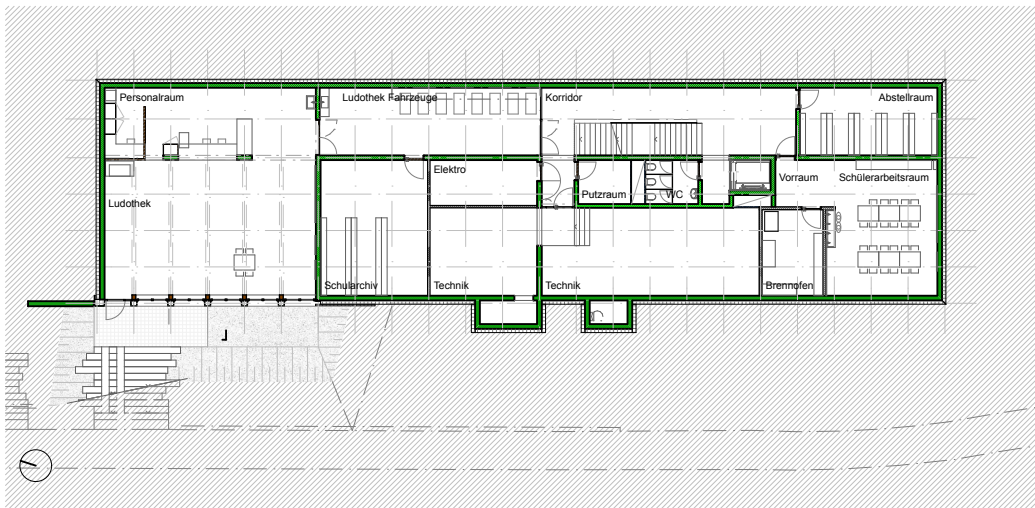 Personalraum
Ludothek Fahrzeuge
Korridor
Abstellraum
Elektro
Vorraum
Schülerarbeitsraum
Putzraum
WC
Ludothek
Schularchiv
Technik
Technik
Brennofen